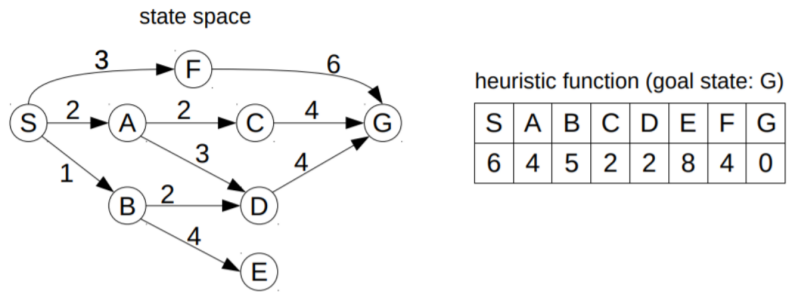 state space
3
F
6
S
2
A
2
C
4
G
3
4
1
B
2
D
4
E
heuristic function (goal state: G)
S A B C D E F G
6 4 5 2 2 8 4 0